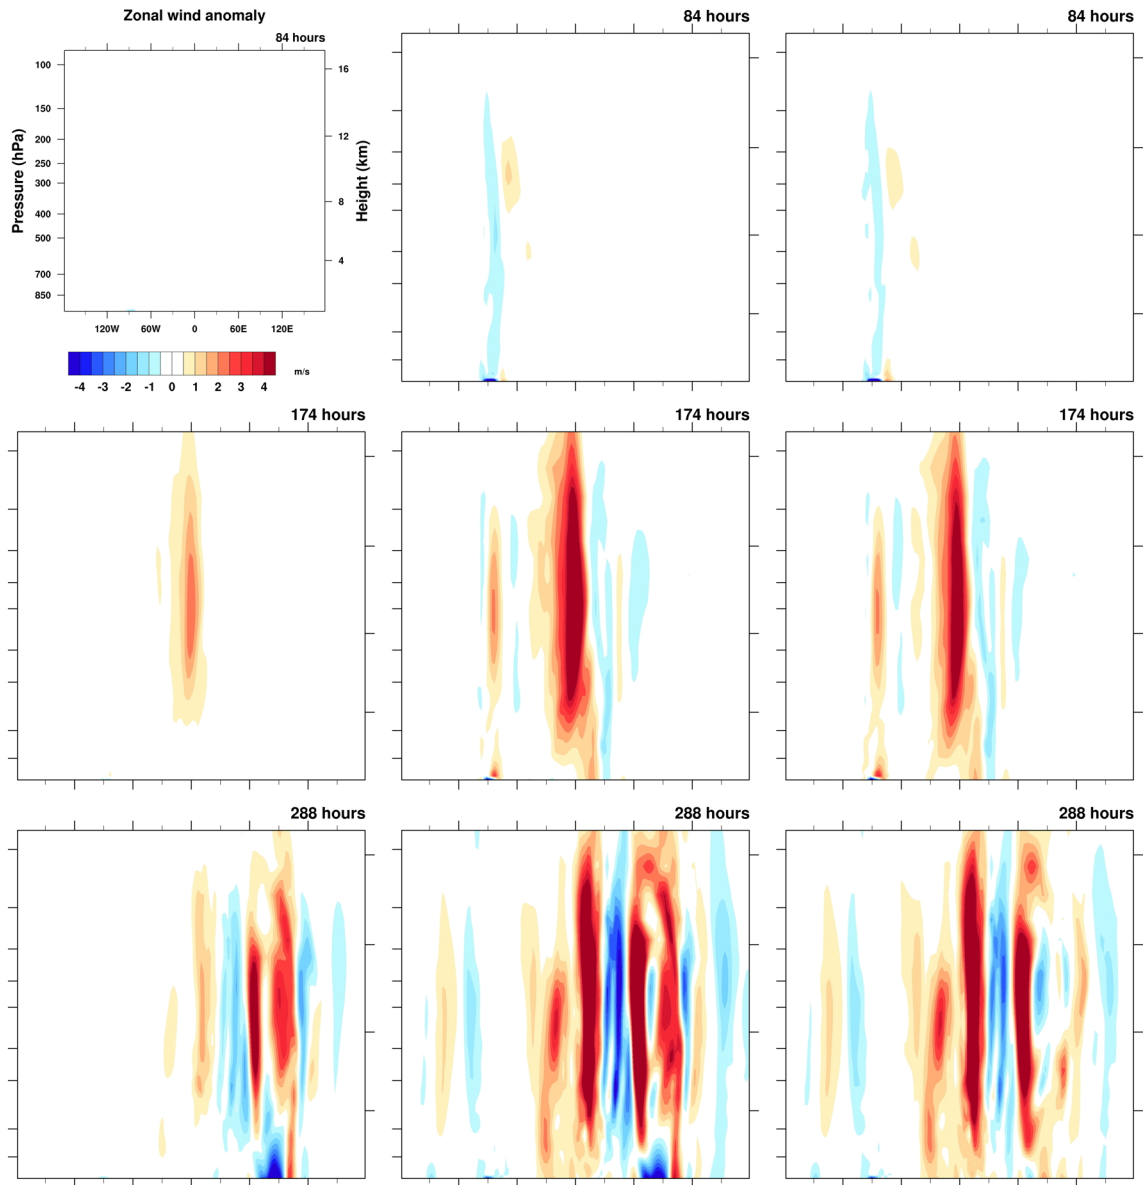 Zonal wind anomaly
84 hours
84 hours
84 hours
Pressure (hPa)
100
150
200
250
300
400
500
700
850
16
12
8
4
Height (km)
120W 60W 0 60E 120E
-4 -3 -2 -1 0 1 2 3 4 m/s
174 hours
174 hours
174 hours
288 hours
288 hours
288 hours